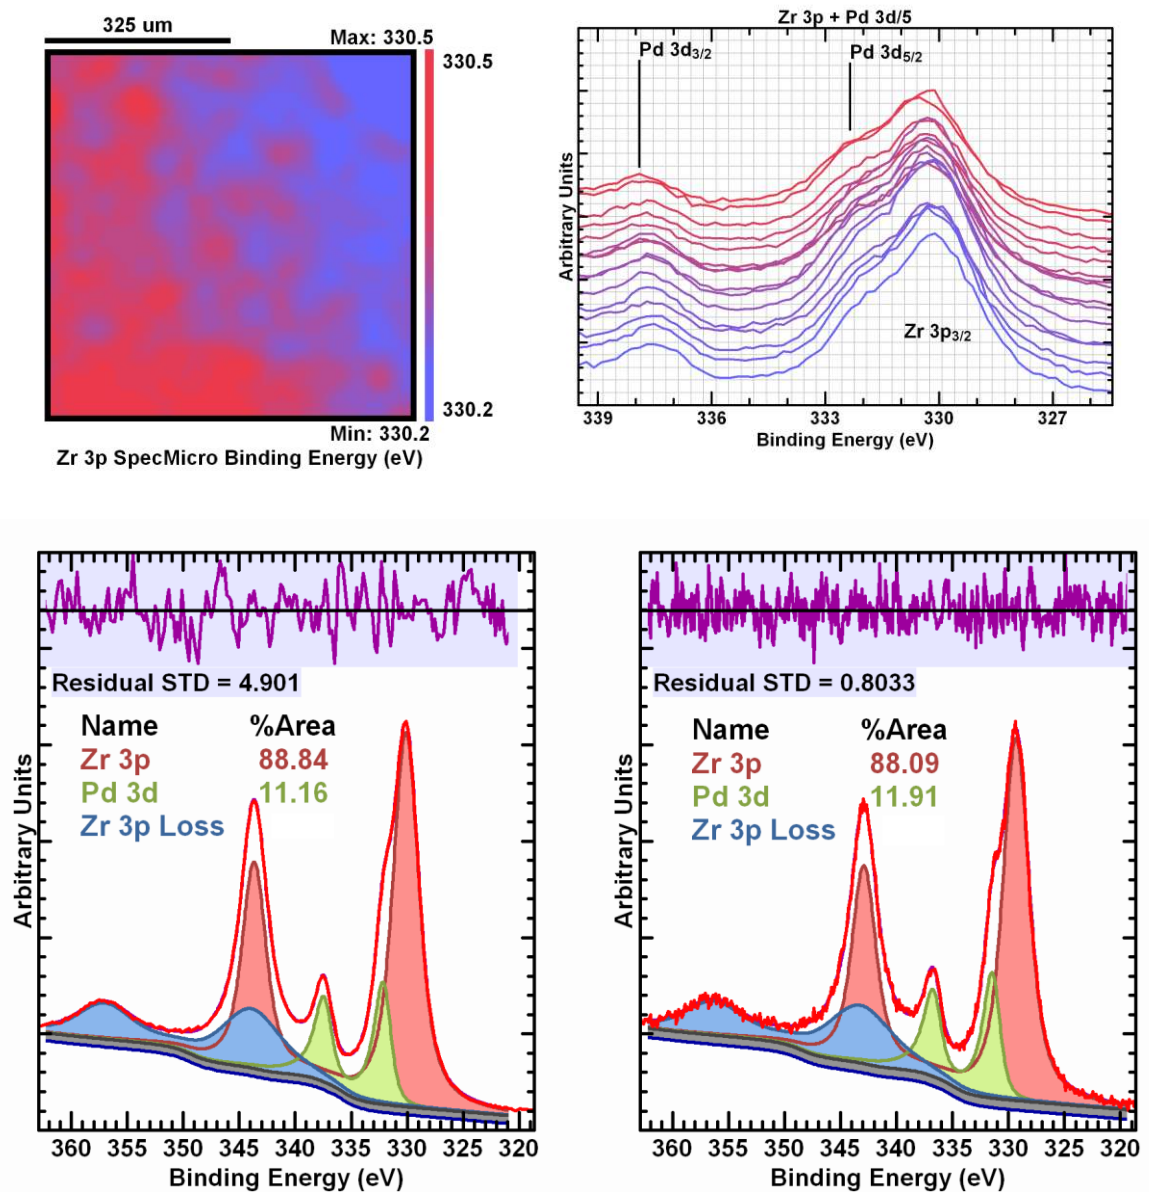 325 um
Max: 330.5
330.5
330.2
Min: 330.2
Zr 3p SpecMicro Binding Energy (eV)
Zr 3p + Pd 3d/5
Pd 3d3/2
Pd 3d5/2
Zr 3p3/2
Arbitrary Units
339 336 333 330 327
Binding Energy (eV)
Residual STD = 4.901
Name %Area
Zr 3p 88.84
Pd 3d 11.16
Zr 3p Loss
Arbitrary Units
360 355 350 345 340 335 330 325 320
Binding Energy (eV)
Residual STD = 0.8033
Name %Area
Zr 3p 88.09
Pd 3d 11.91
Zr 3p Loss
Arbitrary Units
360 355 350 345 340 335 330 325 320
Binding Energy (eV)